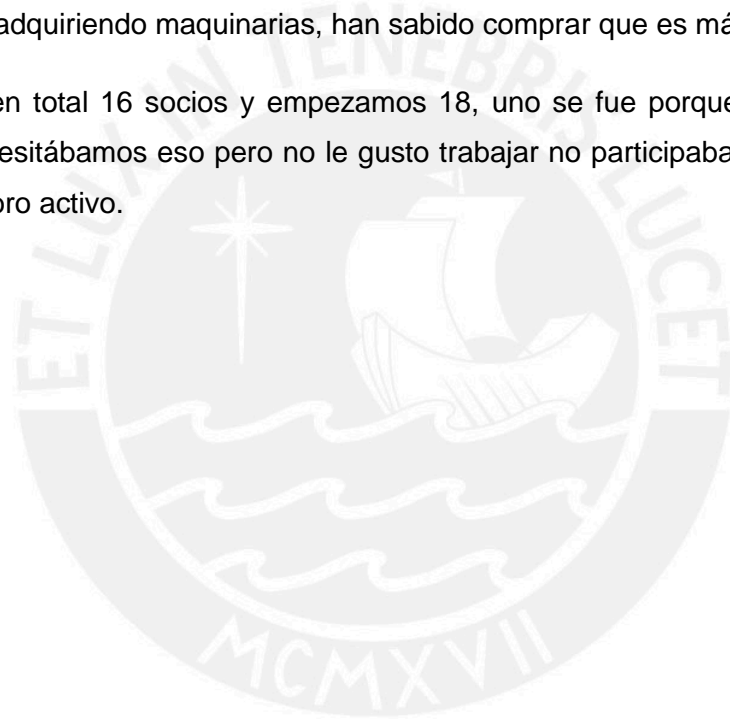 adquiriendo maquinarias, han sabido comprar que es má
en total 16 socios y empezamos 18, uno se fue porque
esitábamos eso pero no le gusto trabajar no participaba
oro activo.
ET LUX IN TENEBRIS LUCET
MCMXVII